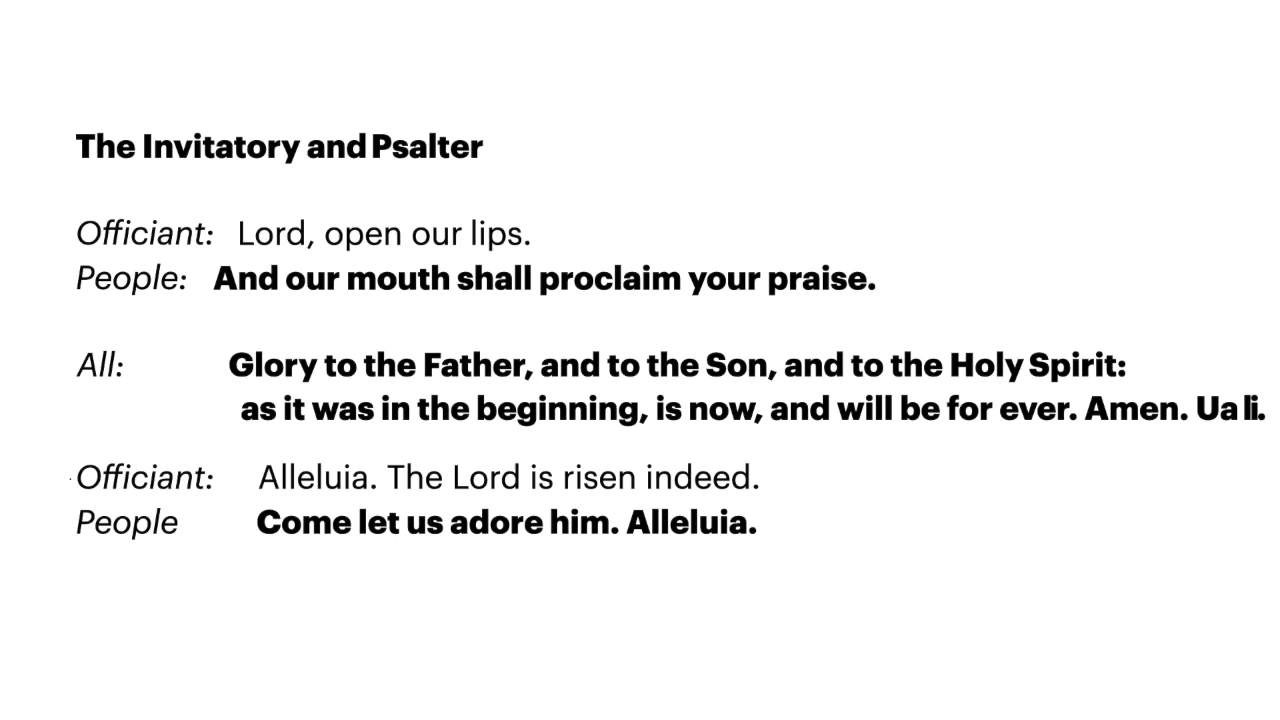 The Invitatory and Psalter
Officiant: Lord, open our lips.
People: And our mouth shall proclaim your praise.
All: Glory to the Father, and to the Son, and to the Holy Spirit:
as it was in the beginning, is now, and will be for ever. Amen. Ua li.
Officiant: Alleluia. The Lord is risen indeed.
People Come let us adore him. Alleluia.